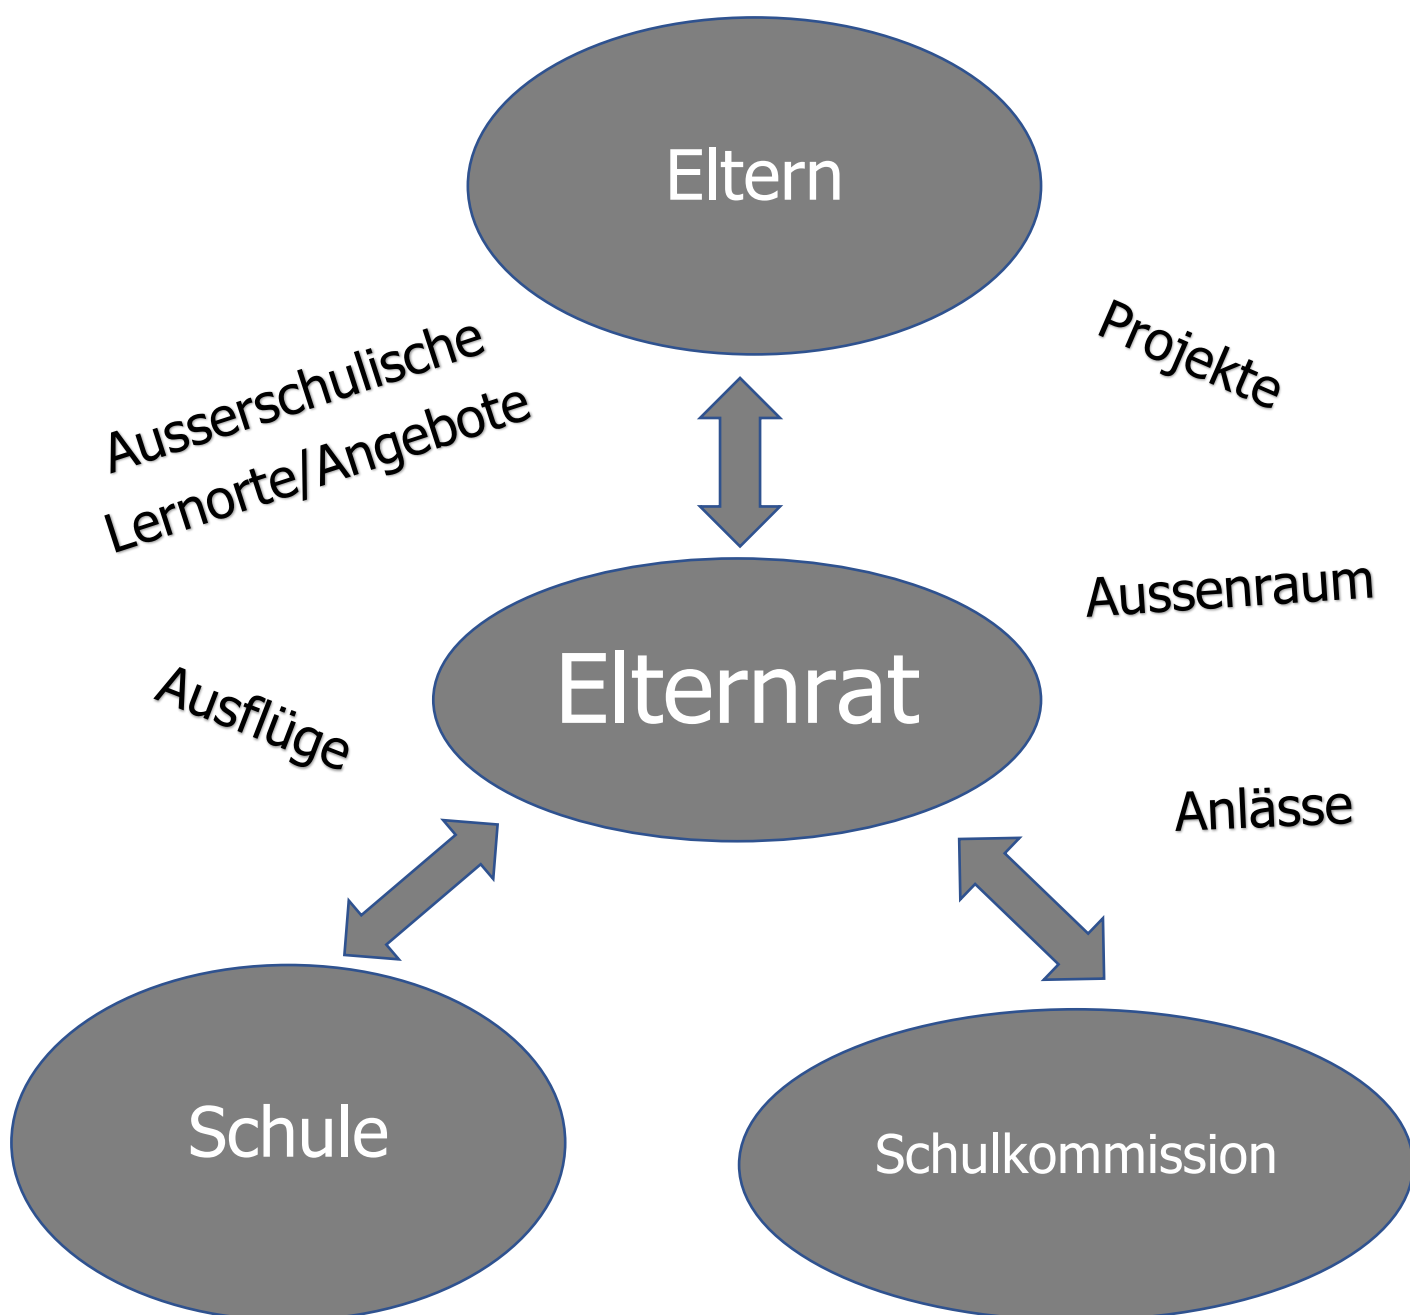 Eltern
Projekte
Ausserschulische
Lernorte/Angebote
Aussenraum
Elternrat
Ausflüge
Anlässe
Schule
Schulkommission